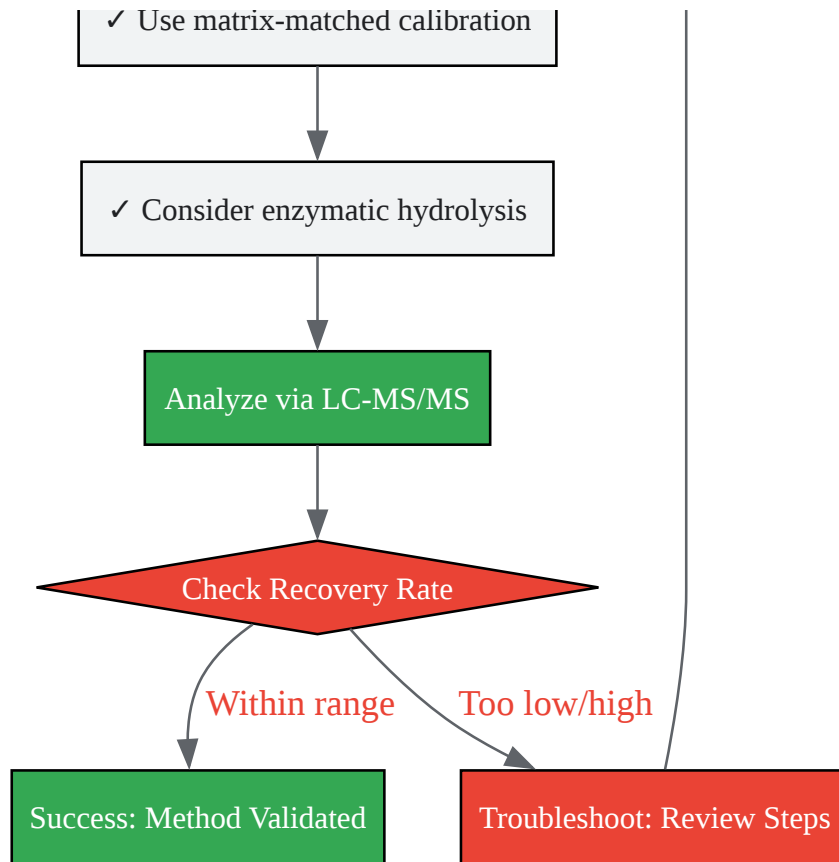 ✓ Use matrix-matched calibration
✓ Consider enzymatic hydrolysis
Analyze via LC-MS/MS
Check Recovery Rate
Within range
Too low/high
Success: Method Validated
Troubleshoot: Review Steps